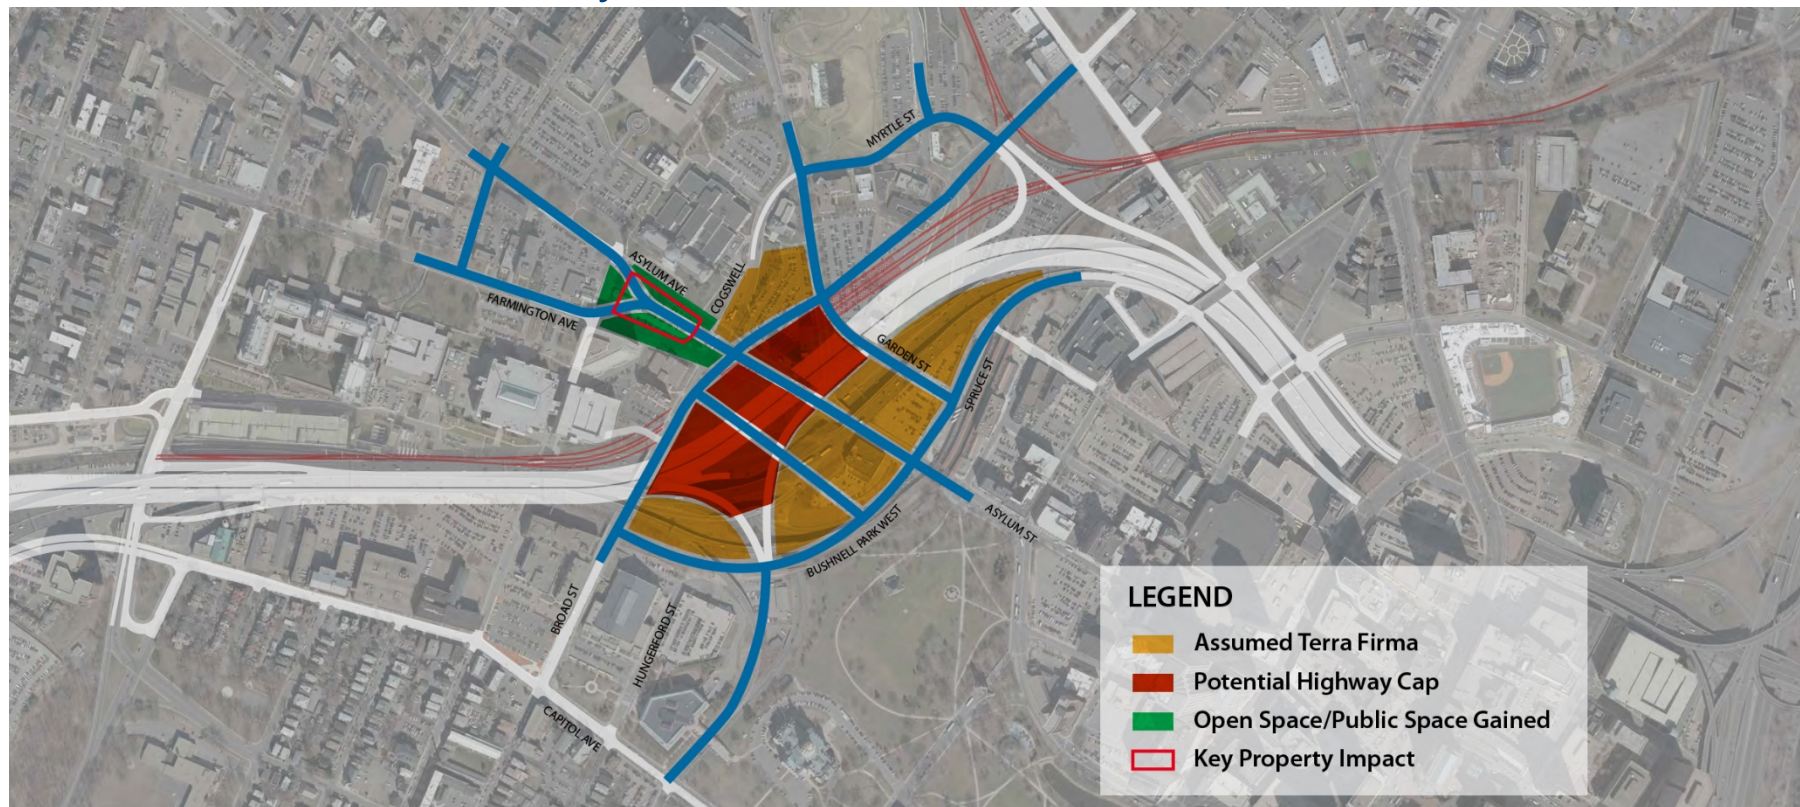 MYRTLE ST
ASYLUM AVE
COGSWELL
FARMINGTON AVE
GARDEN ST
SPRUCE ST
ASYLUM ST
BUSHNELL PARK WEST
BROAD ST
HUNGERFORD ST
CAPITOL AVE
LEGEND
Assumed Terra Firma
Potential Highway Cap
Open Space/Public Space Gained
Key Property Impact